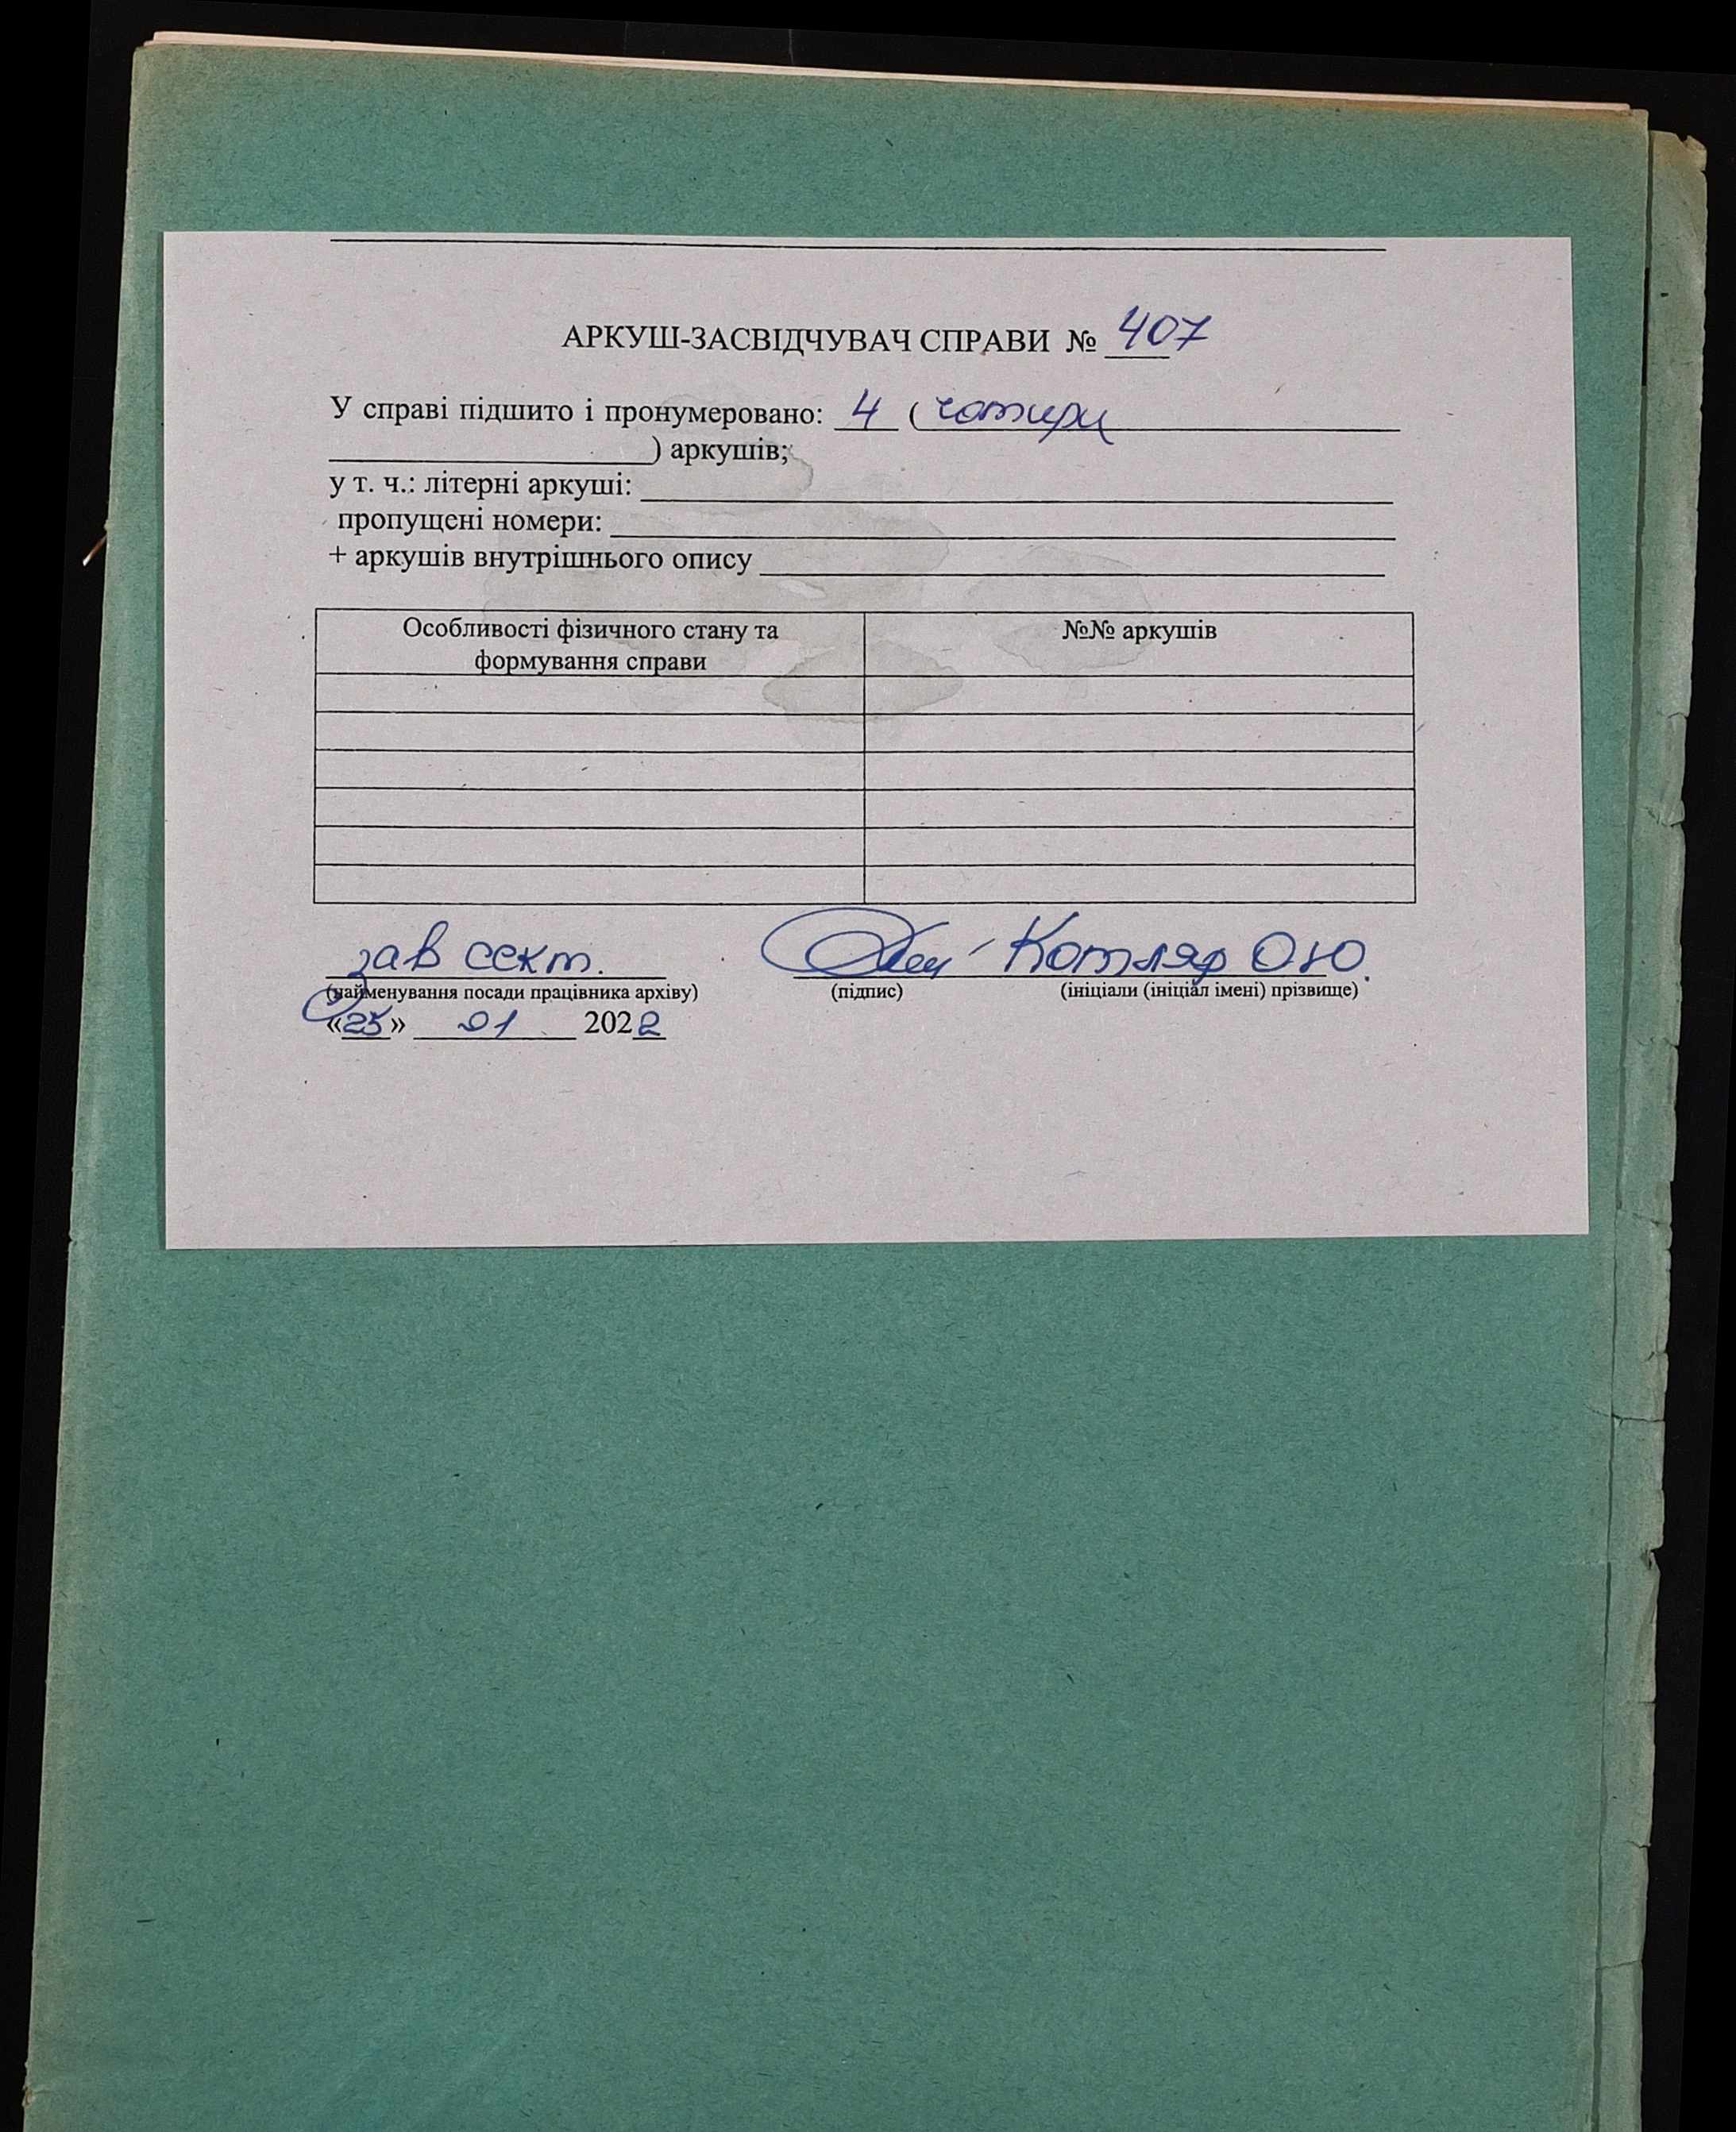 АРКУШ-ЗАСВІДЧУВАЧ СПРАВИ № 407
У справі підшито і пронумеровано: 4 (чотири
) аркушів;
у т. ч.: літерні аркуші:
пропущені номери:
+ аркушів внутрішнього опису
Особливості фізичного стану та формування справи
№№ аркушів
зав сект. Котляр О.Ю.
(найменування посади працівника архіву) (підпис) (ініціали (ініціал імені) прізвище)
«25» 01 2022